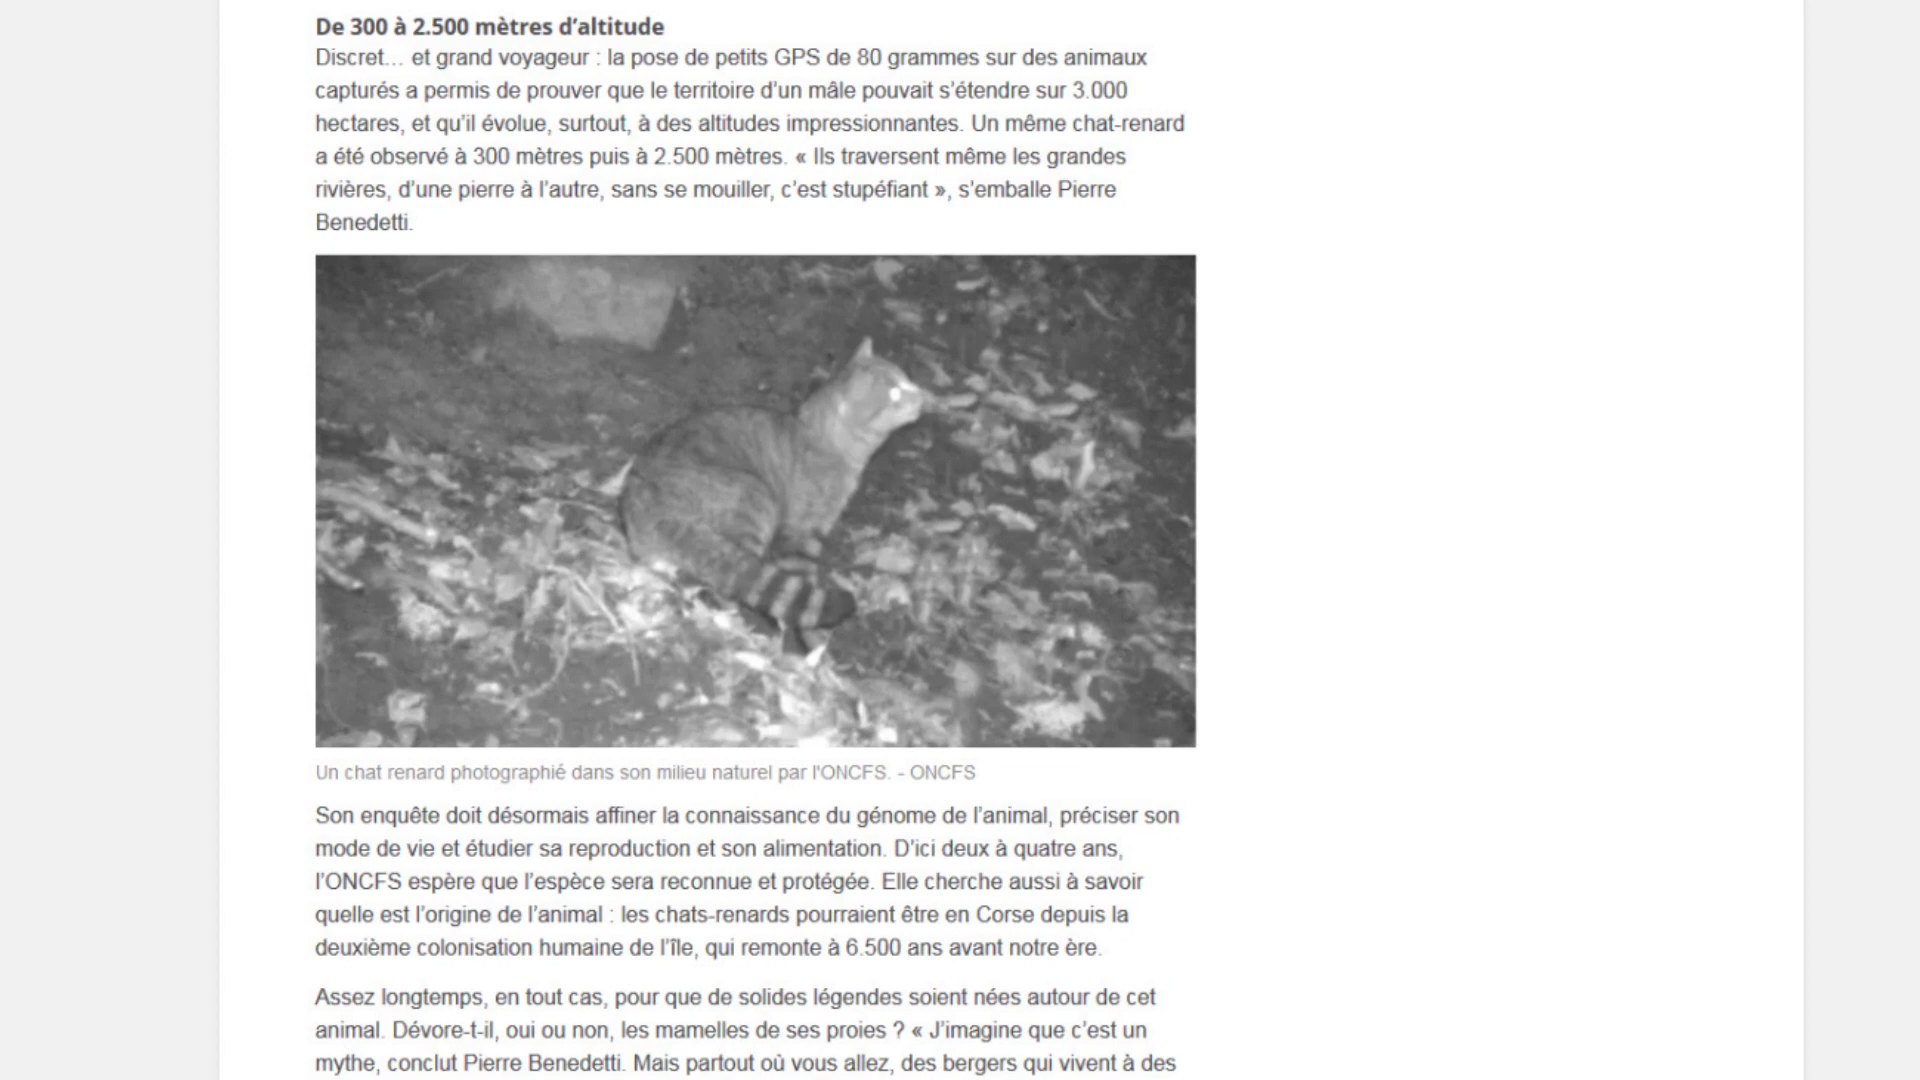 De 300 à 2.500 mètres d’altitude
Discret… et grand voyageur : la pose de petits GPS de 80 grammes sur des animaux
capturés a permis de prouver que le territoire d’un mâle pouvait s’étendre sur 3.000
hectares, et qu’il évolue, surtout, à des altitudes impressionnantes. Un même chat-renard
a été observé à 300 mètres puis à 2.500 mètres. « Ils traversent même les grandes
rivières, d’une pierre à l’autre, sans se mouiller, c’est stupéfiant », s’emballe Pierre
Benedetti.
Un chat renard photographié dans son milieu naturel par l'ONCFS. - ONCFS
Son enquête doit désormais affiner la connaissance du génome de l’animal, préciser son
mode de vie et étudier sa reproduction et son alimentation. D’ici deux à quatre ans,
l’ONCFS espère que l’espèce sera reconnue et protégée. Elle cherche aussi à savoir
quelle est l’origine de l’animal : les chats-renards pourraient être en Corse depuis la
deuxième colonisation humaine de l’île, qui remonte à 6.500 ans avant notre ère.
Assez longtemps, en tout cas, pour que de solides légendes soient nées autour de cet
animal. Dévore-t-il, oui ou non, les mamelles de ses proies ? « J’imagine que c’est un
mythe, conclut Pierre Benedetti. Mais partout où vous allez, des bergers qui vivent à des